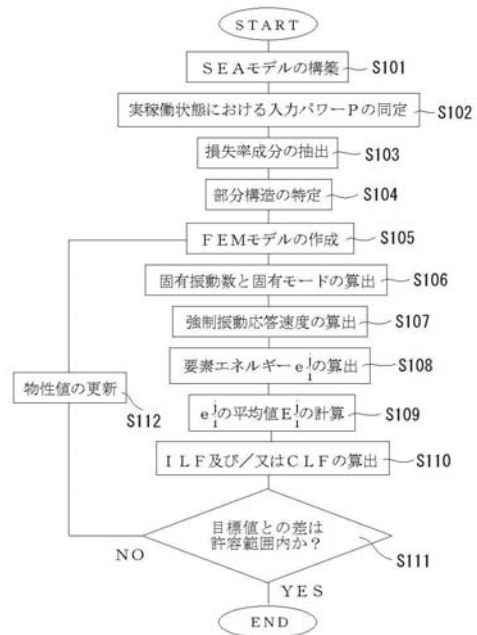 START
SEAモデルの構築
S101
実稼働状態における入力パワーPの同定
S102
損失率成分の抽出
S103
部分構造の特定
S104
FEMモデルの作成
S105
固有振動数と固有モードの算出
S106
強制振動応答速度の算出
S107
要素エネルギーe_i^jの算出
S108
物性値の更新
S112
e_i^jの平均値E_i^jの計算
S109
ILF及び/又はCLFの算出
S110
目標値との差は
許容範囲内か?
S111
NO
YES
END